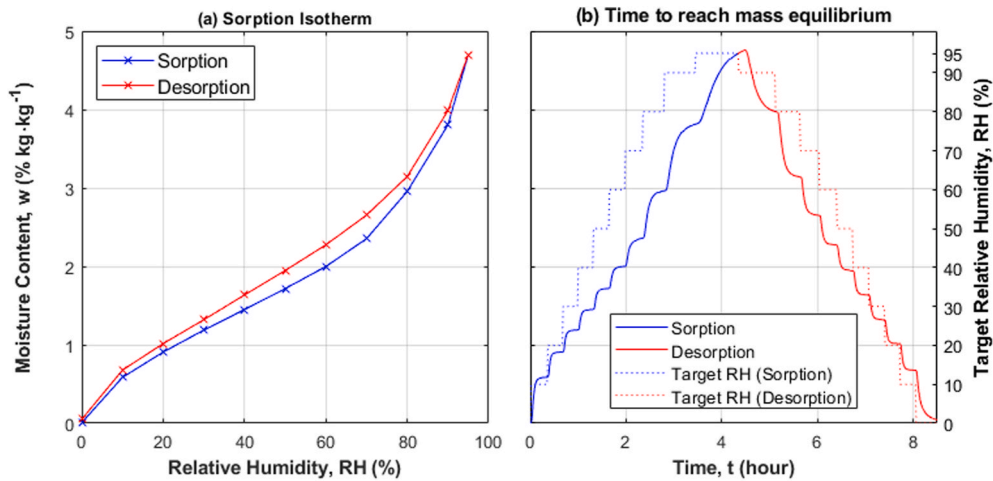 (a) Sorption Isotherm
5
4
3
2
1
0
Moisture Content, w (% kg·kg-1)
Sorption
Desorption
0
20
40
60
80
100
Relative Humidity, RH (%)
(b) Time to reach mass equilibrium
Sorption
Desorption
Target RH (Sorption)
Target RH (Desorption)
95
90
80
70
60
50
40
30
20
10
0
Target Relative Humidity, RH (%)
0
2
4
6
8
Time, t (hour)